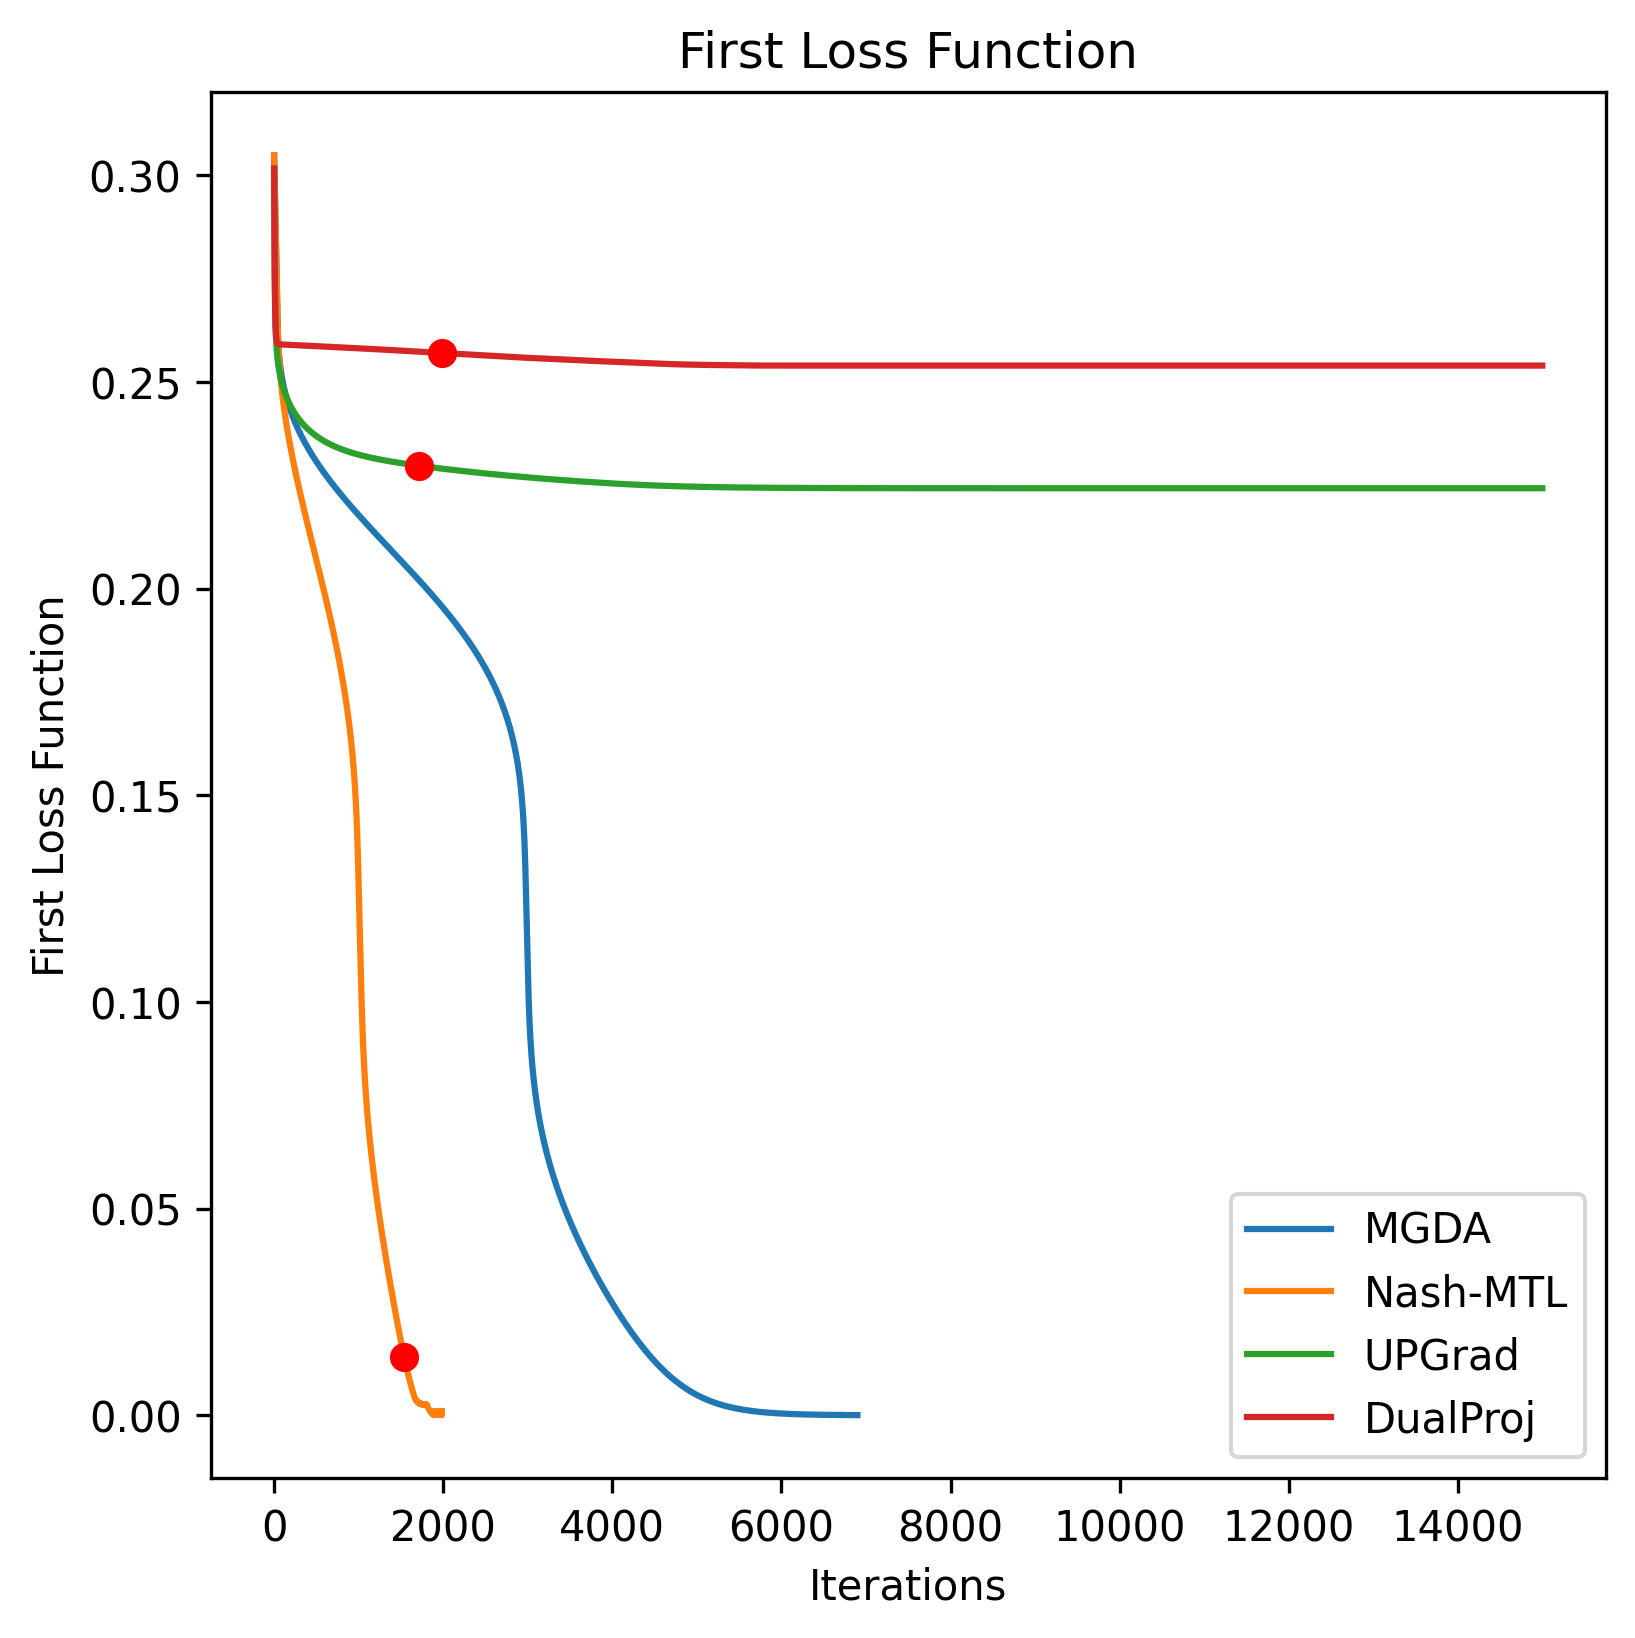 First Loss Function
First Loss Function
0.30
0.25
0.20
0.15
0.10
0.05
0.00
0 2000 4000 6000 8000 10000 12000 14000
Iterations
MGDA
Nash-MTL
UPGrad
DualProj